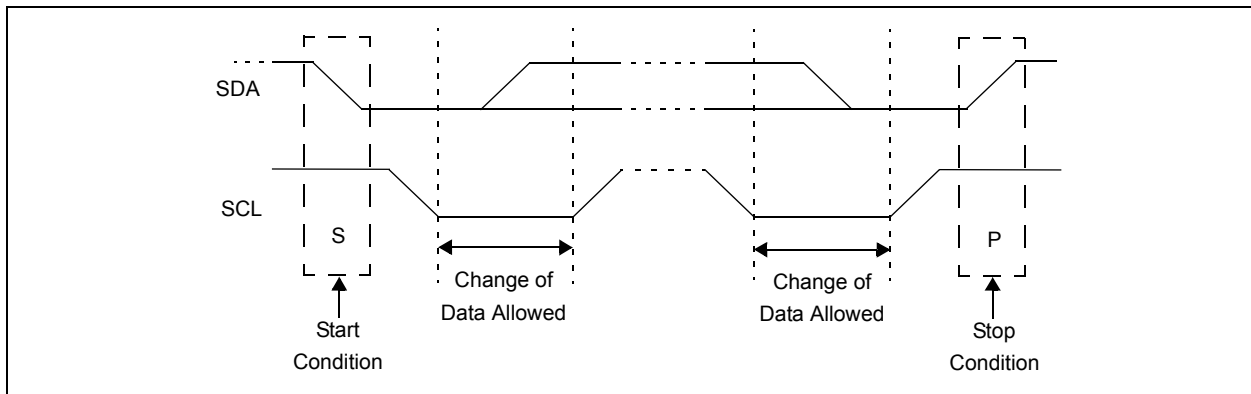 SDA
SCL
S
P
Change of
Data Allowed
Change of
Data Allowed
Start
Condition
Stop
Condition